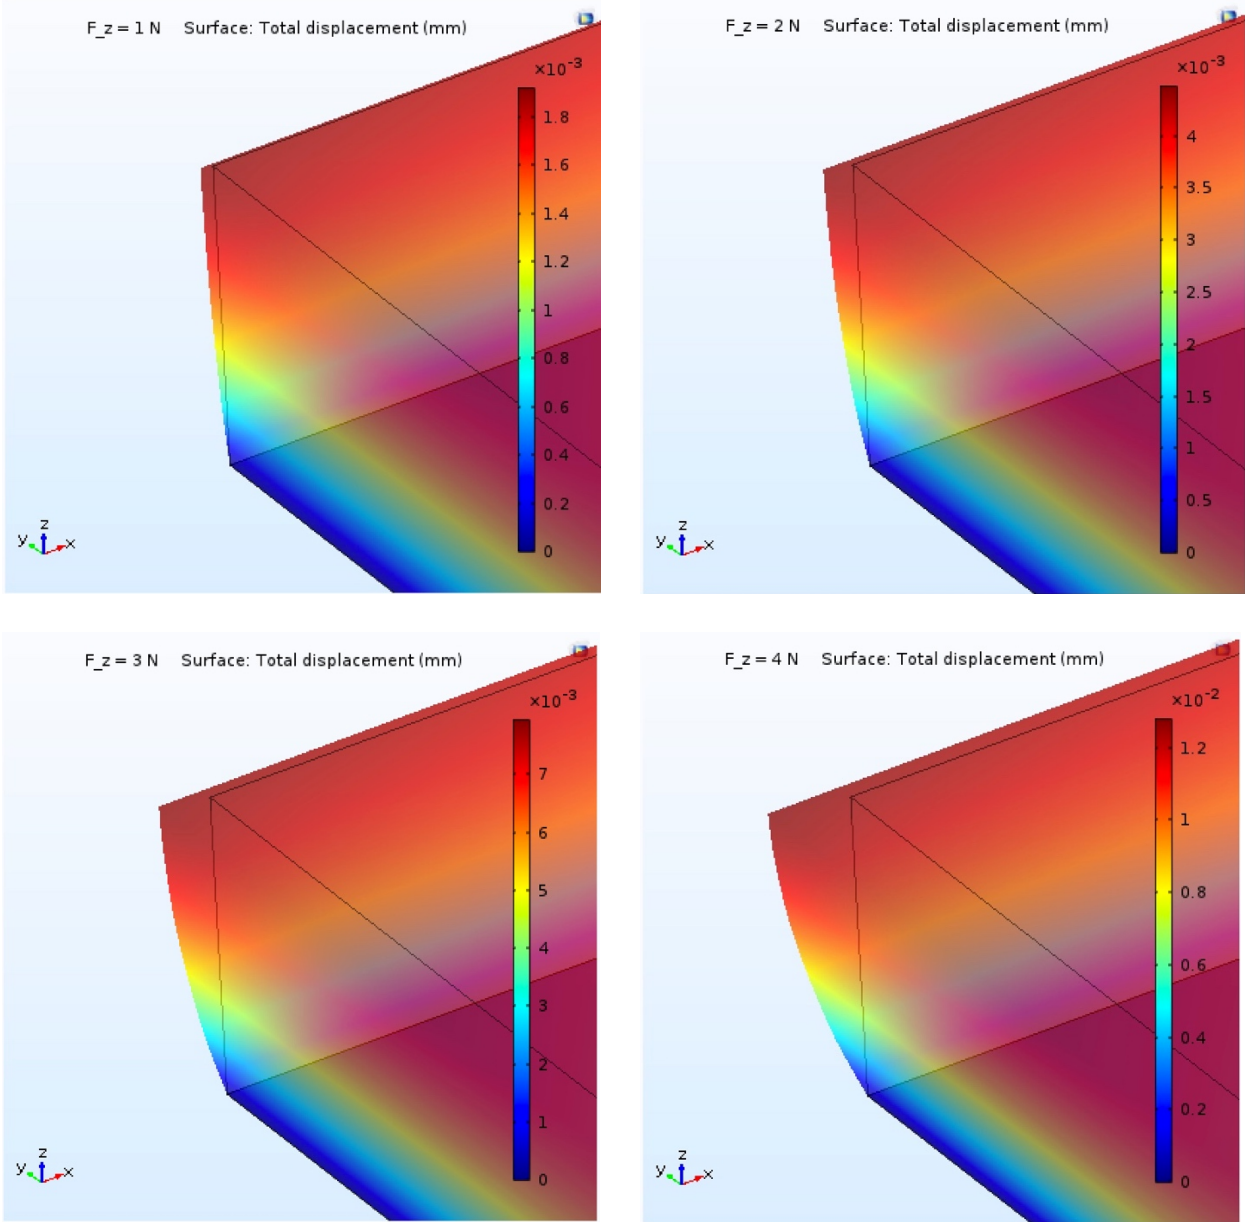 F_z = 1 N Surface: Total displacement (mm)
×10⁻³
1.8
1.6
1.4
1.2
1
0.8
0.6
0.4
0.2
0
z
y
x
F_z = 2 N Surface: Total displacement (mm)
×10⁻³
4
3.5
3
2.5
2
1.5
1
0.5
0
z
y
x
F_z = 3 N Surface: Total displacement (mm)
×10⁻³
7
6
5
4
3
2
1
0
z
y
x
F_z = 4 N Surface: Total displacement (mm)
×10⁻²
1.2
1
0.8
0.6
0.4
0.2
0
z
y
x